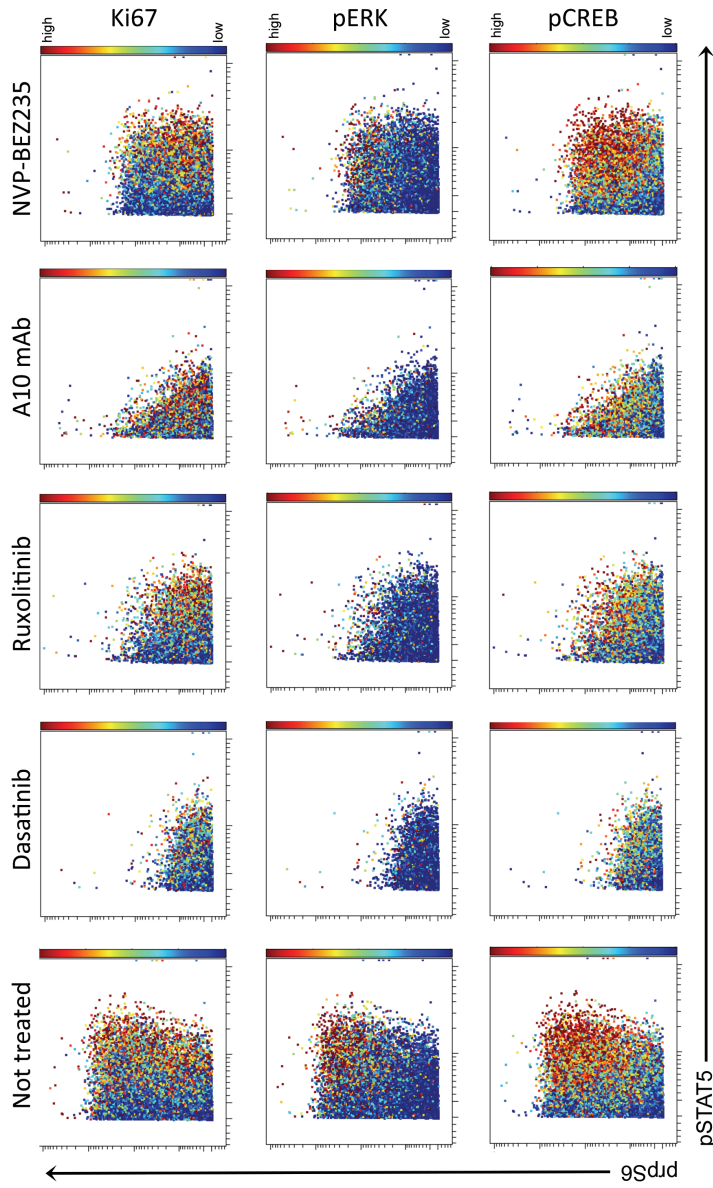 Ki67
pERK
pCREB
high
low
high
low
high
low
NVP-BEZ235
A10 mAb
Ruxolitinib
Dasatinib
Not treated
pSTAT5
prpS6